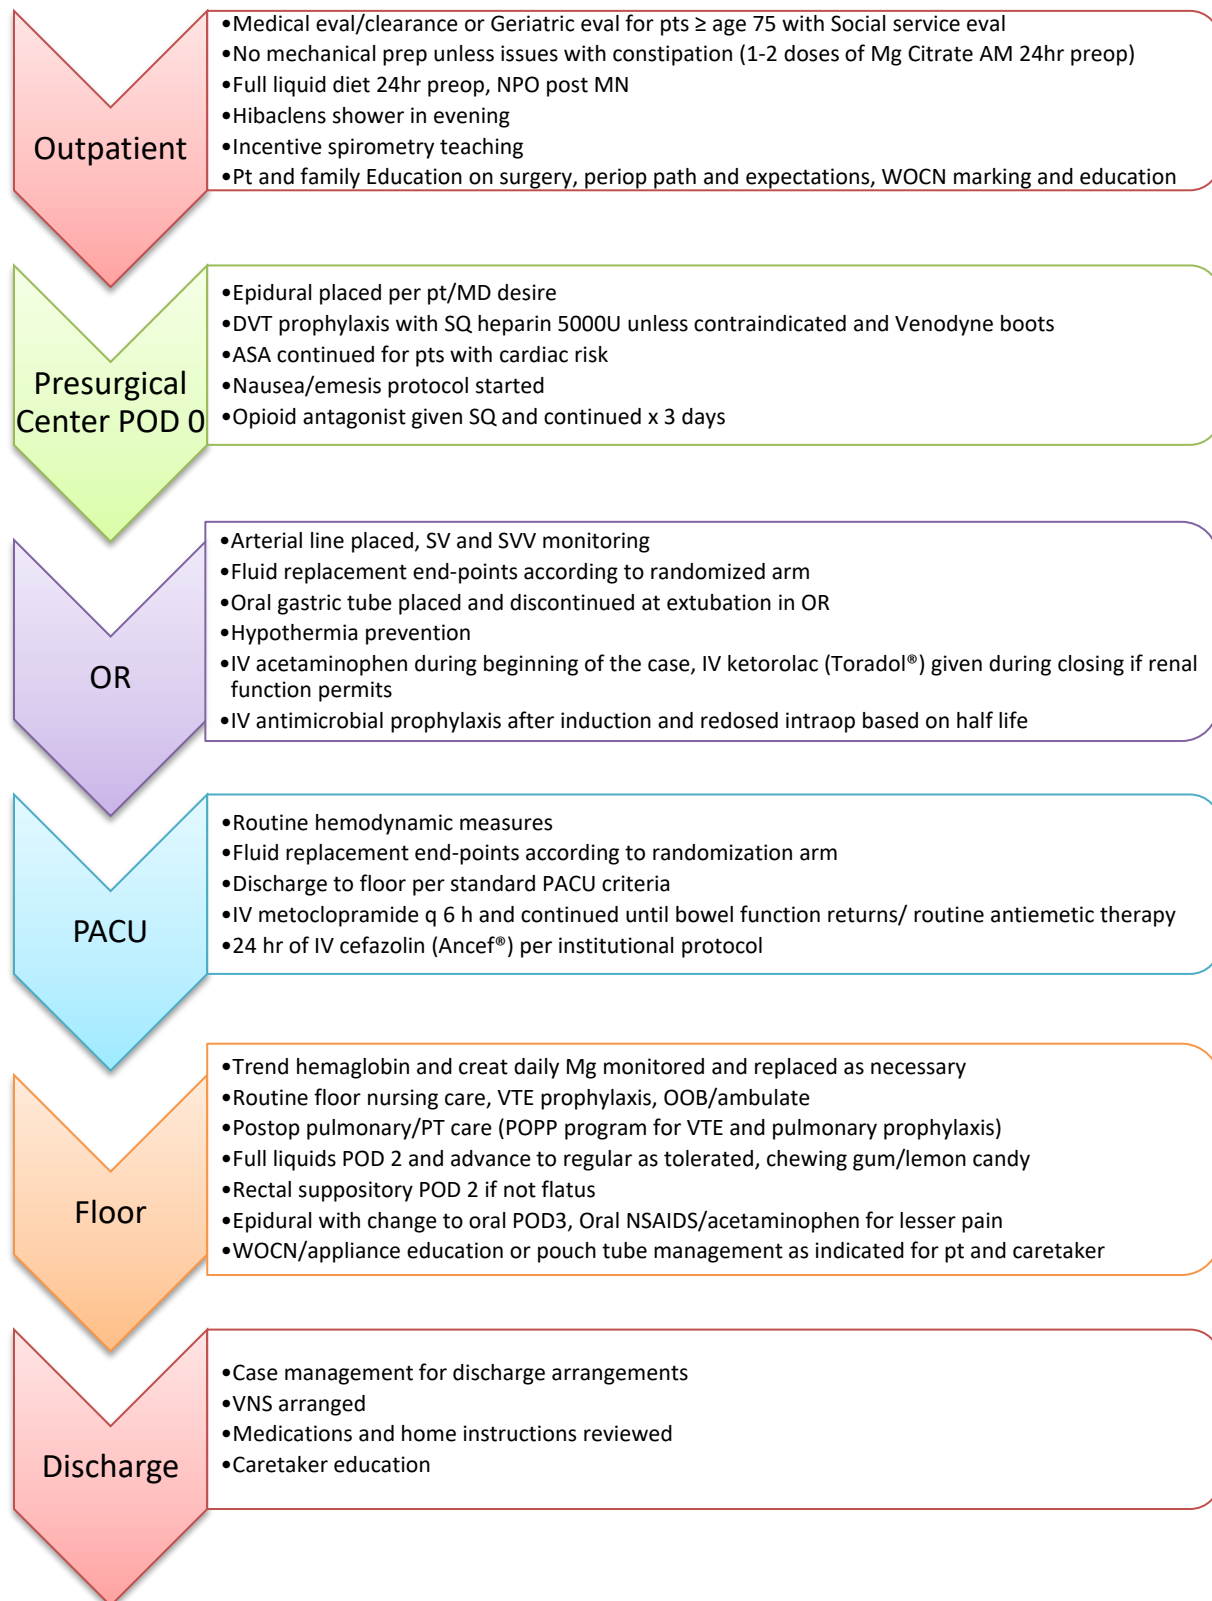 Outpatient
•Medical eval/clearance or Geriatric eval for pts ≥ age 75 with Social service eval
•No mechanical prep unless issues with constipation (1-2 doses of Mg Citrate AM 24hr preop)
•Full liquid diet 24hr preop, NPO post MN
•Hibaclens shower in evening
•Incentive spirometry teaching
•Pt and family Education on surgery, periop path and expectations, WOCN marking and education
Presurgical
Center POD 0
•Epidural placed per pt/MD desire
•DVT prophylaxis with SQ heparin 5000U unless contraindicated and Venodyne boots
•ASA continued for pts with cardiac risk
•Nausea/emesis protocol started
•Opioid antagonist given SQ and continued x 3 days
OR
•Arterial line placed, SV and SVV monitoring
•Fluid replacement end-points according to randomized arm
•Oral gastric tube placed and discontinued at extubation in OR
•Hypothermia prevention
•IV acetaminophen during beginning of the case, IV ketorolac (Toradol®) given during closing if renal
function permits
•IV antimicrobial prophylaxis after induction and redosed intraop based on half life
PACU
•Routine hemodynamic measures
•Fluid replacement end-points according to randomization arm
•Discharge to floor per standard PACU criteria
•IV metoclopramide q 6 h and continued until bowel function returns/ routine antiemetic therapy
•24 hr of IV cefazolin (Ancef®) per institutional protocol
Floor
•Trend hemaglobin and creat daily Mg monitored and replaced as necessary
•Routine floor nursing care, VTE prophylaxis, OOB/ambulate
•Postop pulmonary/PT care (POPP program for VTE and pulmonary prophylaxis)
•Full liquids POD 2 and advance to regular as tolerated, chewing gum/lemon candy
•Rectal suppository POD 2 if not flatus
•Epidural with change to oral POD3, Oral NSAIDS/acetaminophen for lesser pain
•WOCN/appliance education or pouch tube management as indicated for pt and caretaker
Discharge
•Case management for discharge arrangements
•VNS arranged
•Medications and home instructions reviewed
•Caretaker education